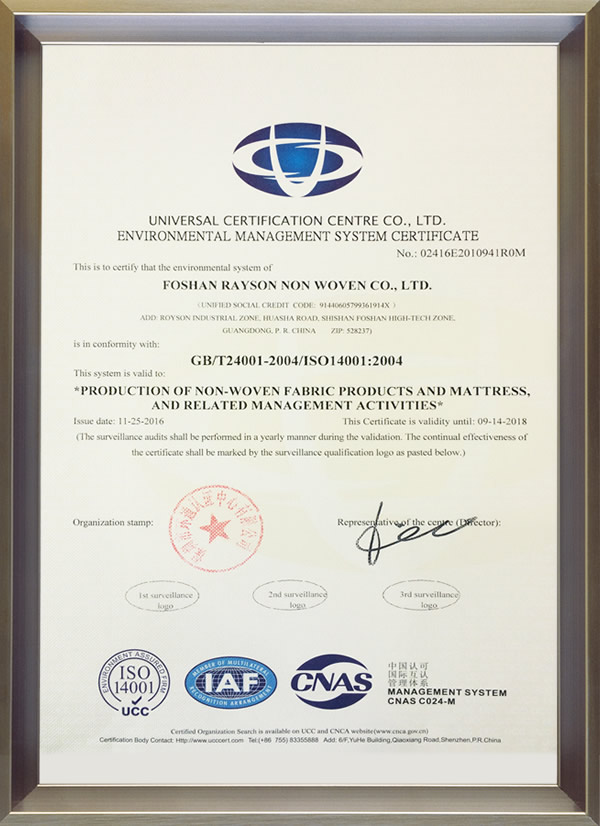 UNIVERSAL CERTIFICATION CENTRE CO., LTD.
ENVIRONMENTAL MANAGEMENT SYSTEM CERTIFICATE
No.: 02416E2010941R0M
This is to certify that the environmental system of
FOSHAN RAYSON NON WOVEN CO., LTD.
(UNIFIED SOCIAL CREDIT CODE: 91440605799361914X)
ADD: ROYSON INDUSTRIAL ZONE, HUASHA ROAD, SHISHAN FOSHAN HIGH-TECH ZONE,
GUANGDONG, P. R. CHINA ZIP: 528237)
is in conformity with:
GB/T24001-2004/ISO14001:2004
This system is valid to:
*PRODUCTION OF NON-WOVEN FABRIC PRODUCTS AND MATTRESS,
AND RELATED MANAGEMENT ACTIVITIES*
Issue date: 11-25-2016 This Certificate is validity until: 09-14-2018
(The surveillance audits shall be performed in a yearly manner during the validation. The continual effectiveness of
the certificate shall be marked by the surveillance qualification logo as pasted below.)
Organization stamp: Representative of the centre (Director):
1st surveillance
logo
2nd surveillance
logo
3rd surveillance
logo
ENVIRONMENT ASSURED FIRM
ISO
14001
UCC
MEMBER OF MULTILATERAL
IAF
RECOGNITION ARRANGEMENT
CNAS
中国认可
国际互认
管理体系
MANAGEMENT SYSTEM
CNAS C024-M
Certified Organization Search is available on UCC and CNCA website(www.cnca.gov.cn)
Certification Body Contact: Http://www.ucccert.com Tel:(+86 755) 83355888 Add: 6/F,YuHe Building,Qiaoxiang Road,Shenzhen,P.R.China